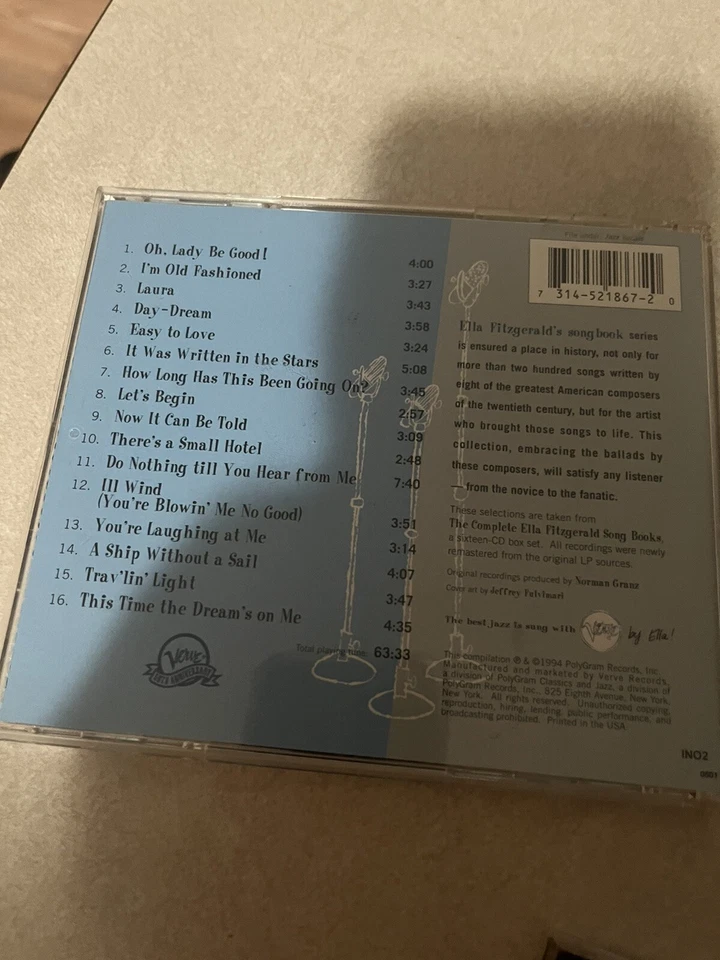 1. Oh, Lady Be Good! 4:00
2. I'm Old Fashioned 3:27
3. Laura 3:43
4. Day-Dream 3:58
5. Easy to Love 3:24
6. It Was Written in the Stars 5:08
7. How Long Has This Been Going On? 3:45
8. Let's Begin 2:57
9. Now It Can Be Told 3:09
10. There's a Small Hotel 2:48
11. Do Nothing till You Hear from Me 7:40
12. Ill Wind
(You're Blowin' Me No Good) 3:51
13. You're Laughing at Me 3:14
14. A Ship Without a Sail 4:07
15. Trav'lin' Light 3:47
16. This Time the Dream's on Me 4:35
Total playing time: 63:33
Verve
50TH ANNIVERSARY
7 314-521867-2 0
Ella Fitzgerald's songbook series
is ensured a place in history, not only for
more than two hundred songs written by
eight of the greatest American composers
of the twentieth century, but for the artist
who brought those songs to life. This
collection, embracing the ballads by
these composers, will satisfy any listener
— from the novice to the fanatic.
These selections are taken from
The Complete Ella Fitzgerald Song Books,
a sixteen-CD box set. All recordings were newly
remastered from the original LP sources.
Original recordings produced by Norman Granz
Cover art by Jeffrey Fulvimari
The best jazz is sung with Verve by Ella!
This compilation ℗ & ©1994 PolyGram Records, Inc.
Manufactured and marketed by Verve Records,
a division of PolyGram Classics and Jazz, a division of
PolyGram Records, Inc., 825 Eighth Avenue, New York,
New York. All rights reserved. Unauthorized copying,
reproduction, hiring, lending, public performance, and
broadcasting prohibited. Printed in the USA.
INO2